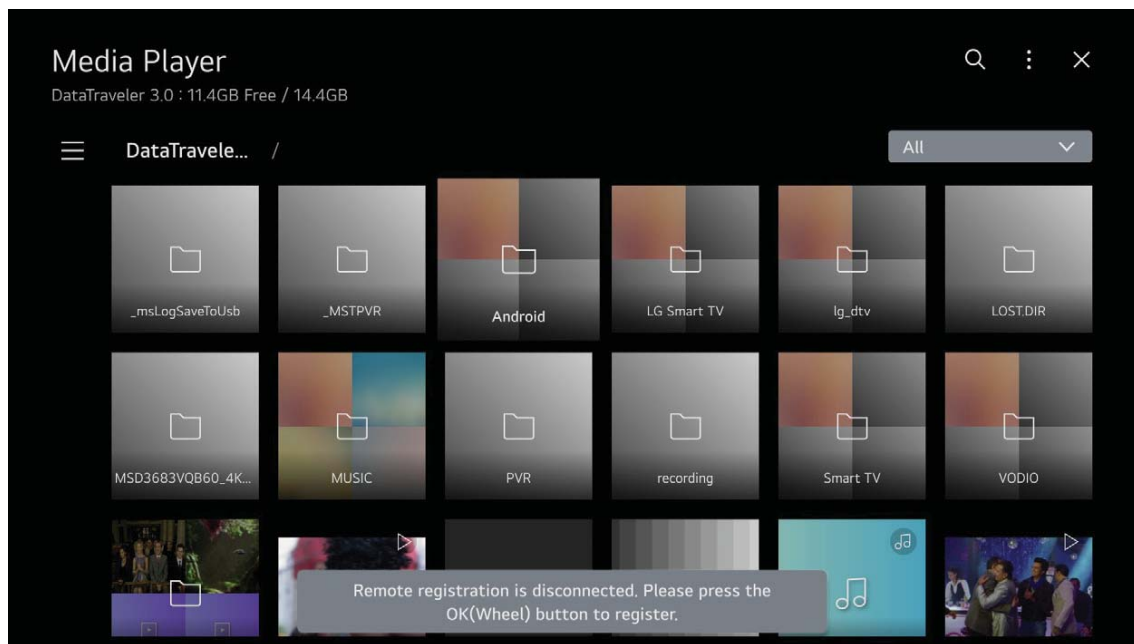 Media Player
DataTraveler 3.0 : 11.4GB Free / 14.4GB
DataTravele... /
All
_msLogSaveToUsb
_MSTPVR
Android
LG Smart TV
lg_dtv
LOST.DIR
MSD3683VQB60_4K...
MUSIC
PVR
recording
Smart TV
VODIO
Remote registration is disconnected. Please press the
OK(Wheel) button to register.